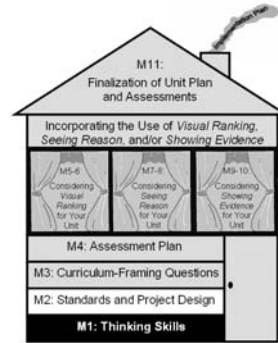 Implementation Plan
M11:
Finalization of Unit Plan
and Assessments
Incorporating the Use of Visual Ranking,
Seeing Reason, and/or Showing Evidence
M5-6
Considering
Visual
Ranking
for Your
Unit
M7-8
Considering
Seeing
Reason
for Your
Unit
M9-10
Considering
Showing
Evidence
for Your
Unit
M4: Assessment Plan
M3: Curriculum-Framing Questions
M2: Standards and Project Design
M1: Thinking Skills